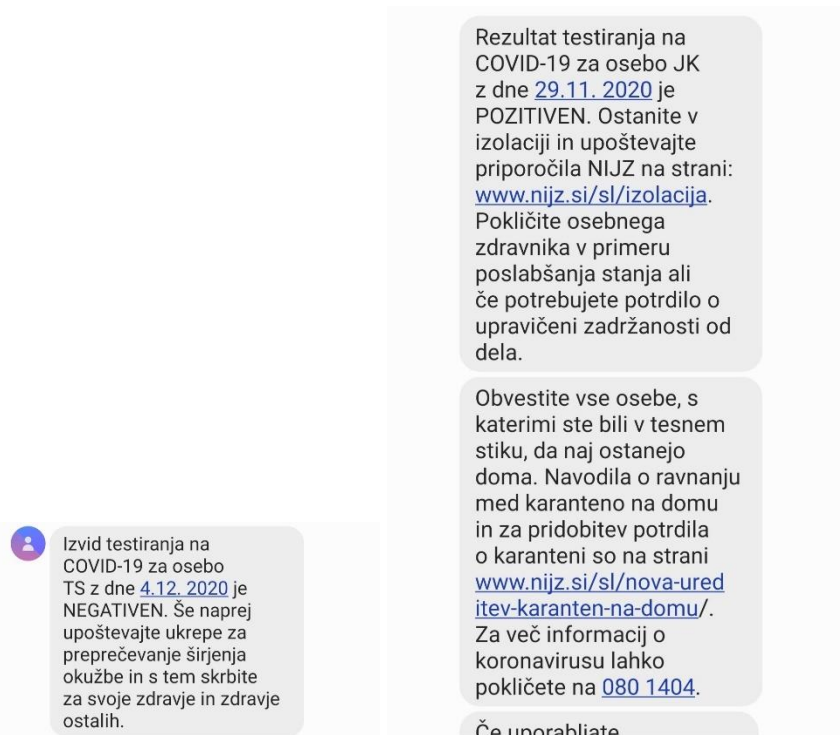 Izvid testiranja na
COVID-19 za osebo
TS z dne 4.12. 2020 je
NEGATIVEN. Še naprej
upoštevajte ukrepe za
preprečevanje širjenja
okužbe in s tem skrbite
za svoje zdravje in zdravje
ostalih.
Rezultat testiranja na
COVID-19 za osebo JK
z dne 29.11. 2020 je
POZITIVEN. Ostanite v
izolaciji in upoštevajte
priporočila NIJZ na strani:
www.nijz.si/sl/izolacija.
Pokličite osebnega
zdravnika v primeru
poslabšanja stanja ali
če potrebujete potrdilo o
upravičeni zadržanosti od
dela.
Obvestite vse osebe, s
katerimi ste bili v tesnem
stiku, da naj ostanejo
doma. Navodila o ravnanju
med karanteno na domu
in za pridobitev potrdila
o karanteni so na strani
www.nijz.si/sl/nova-ured
itev-karanten-na-domu/.
Za več informacij o
koronavirusu lahko
pokličete na 080 1404.
Če uporabljate